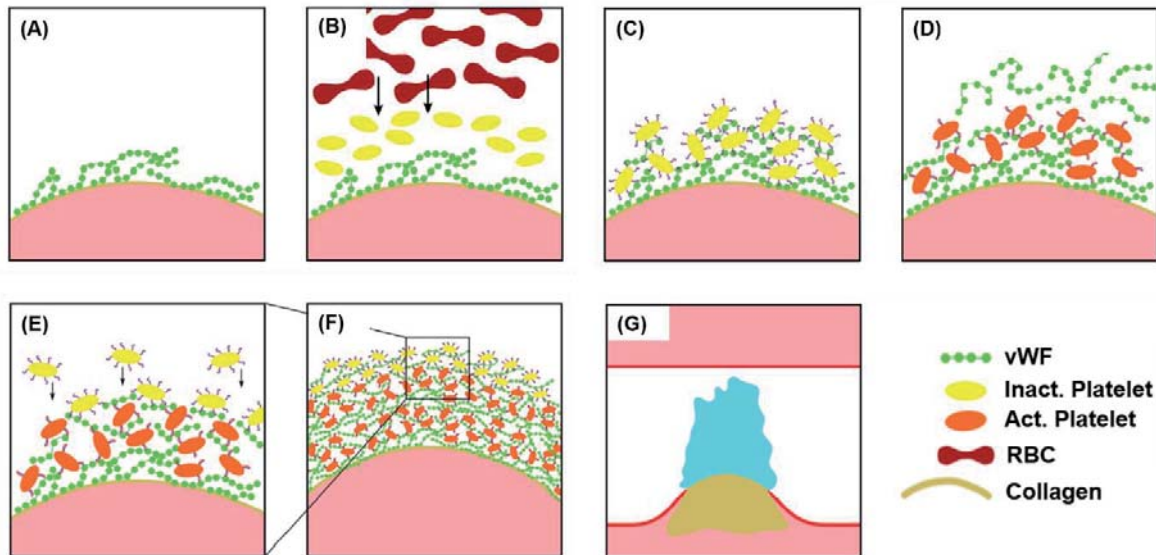 (A)
(B)
(C)
(D)
(E)
(F)
(G)
vWF
Inact. Platelet
Act. Platelet
RBC
Collagen